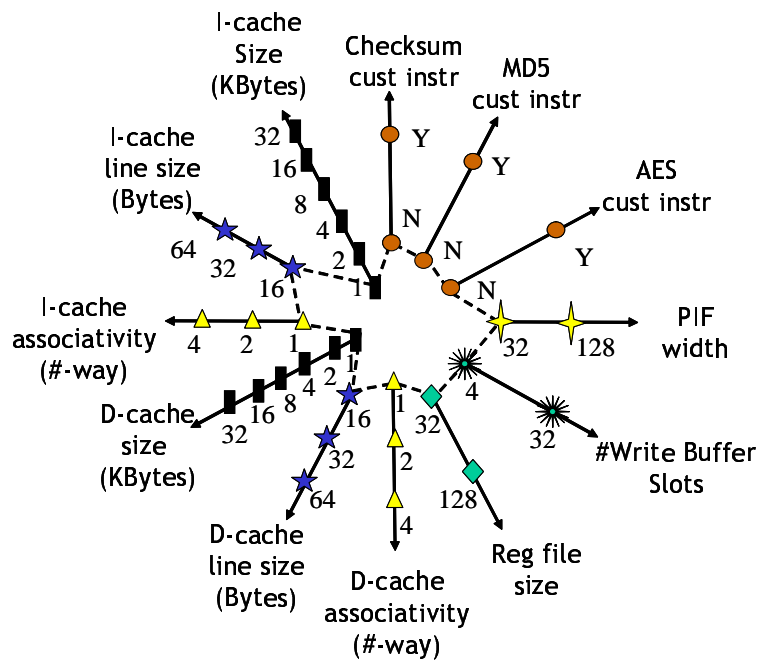 I-cache
Size
(KBytes)
32
16
8
4
2
1
Checksum
cust instr
Y
N
MD5
cust instr
Y
N
AES
cust instr
Y
N
PIF
width
32
128
#Write Buffer
Slots
4
32
Reg file
size
32
128
D-cache
associativity
(#-way)
1
2
4
D-cache
line size
(Bytes)
16
32
64
D-cache
size
(KBytes)
1
2
4
8
16
32
I-cache
associativity
(#-way)
4
2
1
I-cache
line size
(Bytes)
64
32
16